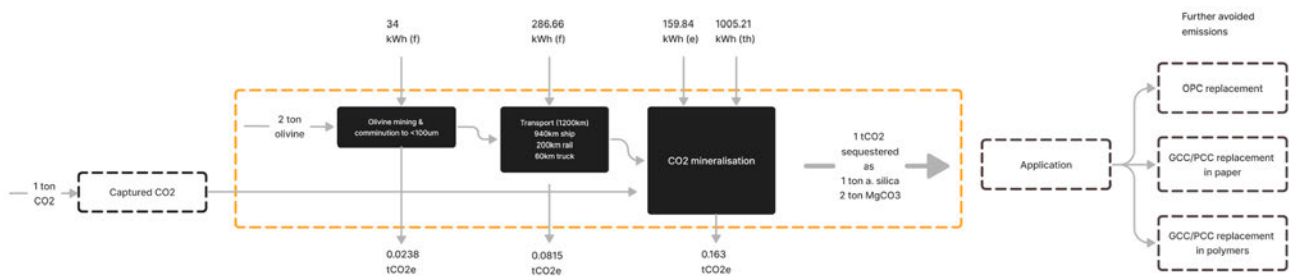 34
kWh (f)
286.66
kWh (f)
159.84
kWh (e)
1005.21
kWh (th)
Further avoided
emissions
2 ton
olivine
Olivine mining &
comminution to <100um
Transport (1200km)
940km ship
200km rail
60km truck
CO2 mineralisation
1 tCO2
sequestered
as
1 ton a. silica
2 ton MgCO3
Application
OPC replacement
GCC/PCC replacement
in paper
GCC/PCC replacement
in polymers
1 ton
CO2
Captured CO2
0.0238
tCO2e
0.0815
tCO2e
0.163
tCO2e